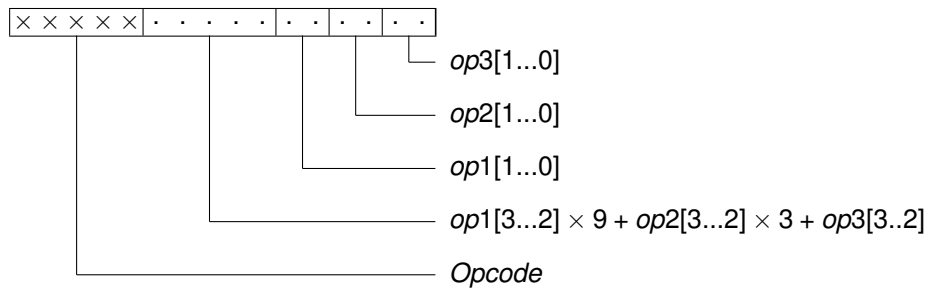 × × × × × · · · · · · · · · · ·
op3[1...0]
op2[1...0]
op1[1...0]
op1[3...2] × 9 + op2[3...2] × 3 + op3[3..2]
Opcode